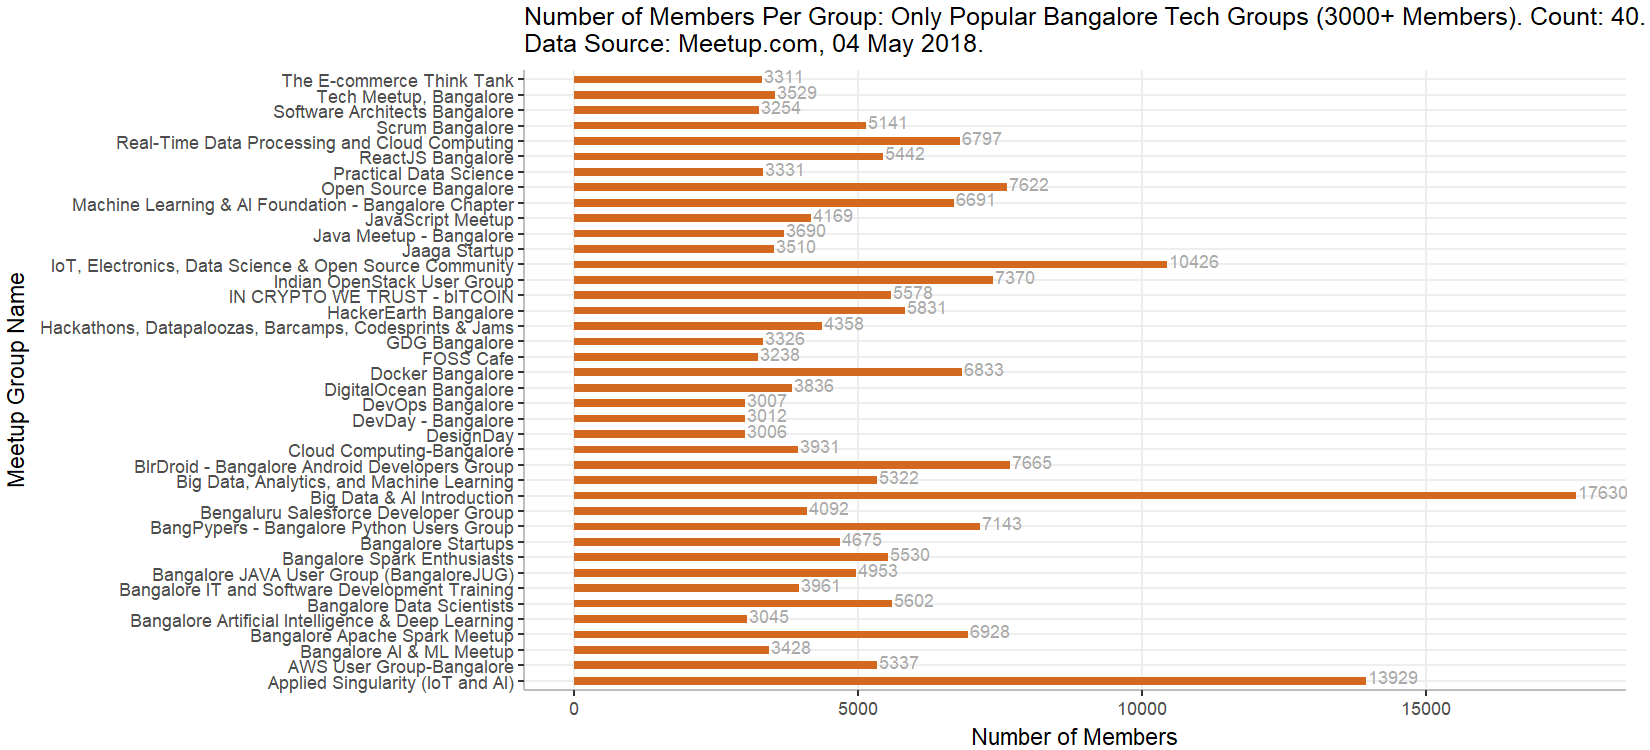 Number of Members Per Group: Only Popular Bangalore Tech Groups (3000+ Members). Count: 40.
Data Source: Meetup.com, 04 May 2018.
Meetup Group Name
The E-commerce Think Tank 3311
Tech Meetup, Bangalore 3529
Software Architects Bangalore 3254
Scrum Bangalore 5141
Real-Time Data Processing and Cloud Computing 6797
ReactJS Bangalore 5442
Practical Data Science 3331
Open Source Bangalore 7622
Machine Learning & AI Foundation - Bangalore Chapter 6691
JavaScript Meetup 4169
Java Meetup - Bangalore 3690
Jaaga Startup 3510
IoT, Electronics, Data Science & Open Source Community 10426
Indian OpenStack User Group 7370
IN CRYPTO WE TRUST - bITCOIN 5578
HackerEarth Bangalore 5831
Hackathons, Datapaloozas, Barcamps, Codesprints & Jams 4358
GDG Bangalore 3326
FOSS Cafe 3238
Docker Bangalore 6833
DigitalOcean Bangalore 3836
DevOps Bangalore 3007
DevDay - Bangalore 3012
DesignDay 3006
Cloud Computing-Bangalore 3931
BlrDroid - Bangalore Android Developers Group 7665
Big Data, Analytics, and Machine Learning 5322
Big Data & AI Introduction 17630
Bengaluru Salesforce Developer Group 4092
BangPypers - Bangalore Python Users Group 7143
Bangalore Startups 4675
Bangalore Spark Enthusiasts 5530
Bangalore JAVA User Group (BangaloreJUG) 4953
Bangalore IT and Software Development Training 3961
Bangalore Data Scientists 5602
Bangalore Artificial Intelligence & Deep Learning 3045
Bangalore Apache Spark Meetup 6928
Bangalore AI & ML Meetup 3428
AWS User Group-Bangalore 5337
Applied Singularity (IoT and AI) 13929
0 5000 10000 15000
Number of Members